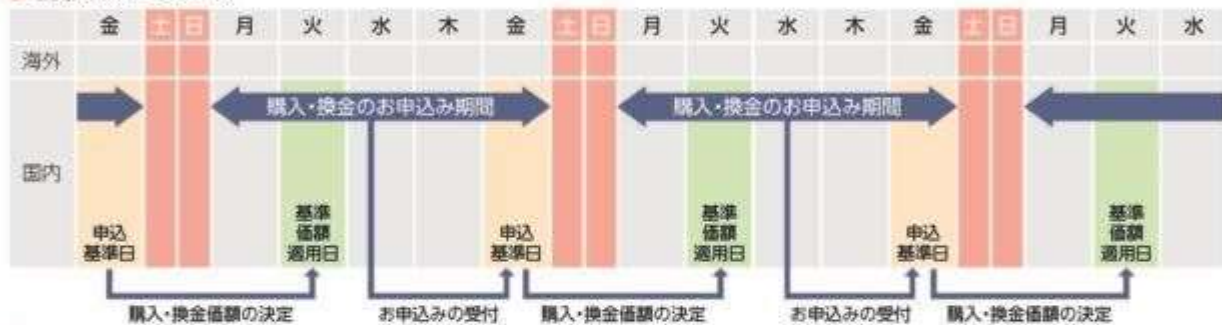 金 土 日 月 火 水 木 金 土 日 月 火 水 木 金 土 日 月 火 水
海外
購入・換金のお申込み期間 購入・換金のお申込み期間
国内
申込
基準日
基準
価額
適用日
申込
基準日
基準
価額
適用日
申込
基準日
基準
価額
適用日
購入・換金価額の決定 お申込みの受付 購入・換金価額の決定 お申込みの受付 購入・換金価額の決定